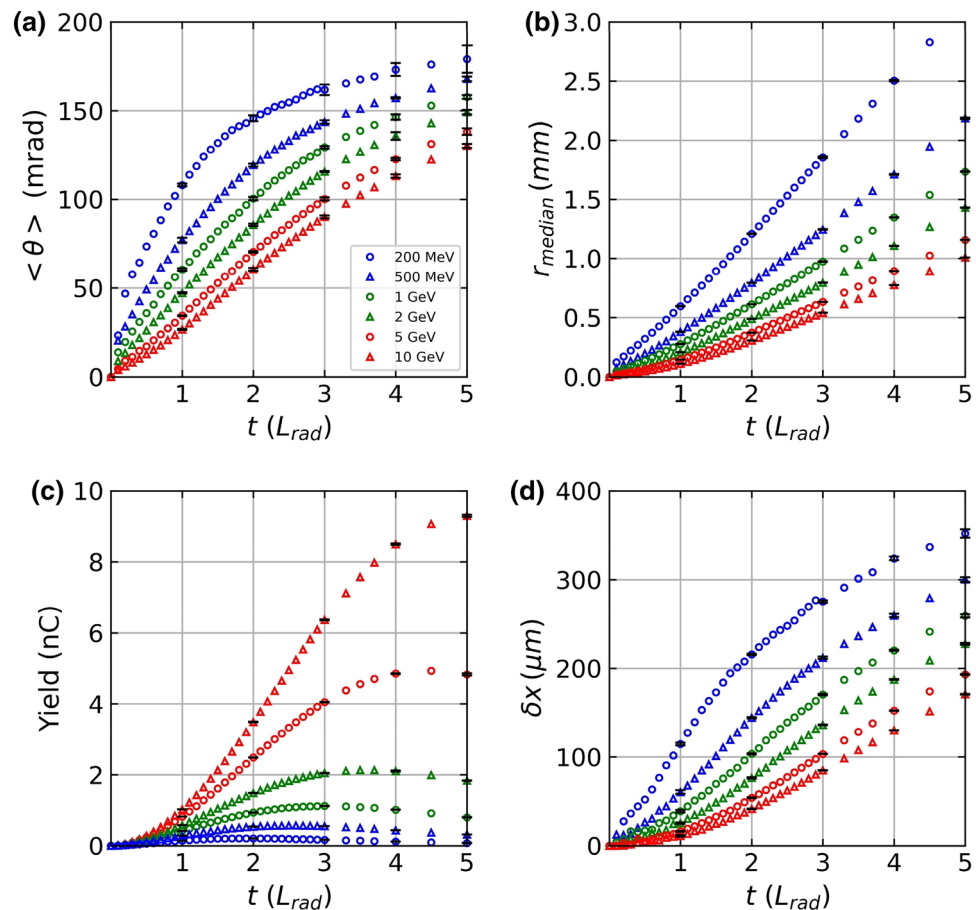 (a)
200
150
100
50
0
< θ > (mrad)
1 2 3 4 5
t (L_rad)
200 MeV
500 MeV
1 GeV
2 GeV
5 GeV
10 GeV
(b)
3.0
2.5
2.0
1.5
1.0
0.5
0.0
r_median (mm)
1 2 3 4 5
t (L_rad)
(c)
10
8
6
4
2
0
Yield (nC)
1 2 3 4 5
t (L_rad)
(d)
400
300
200
100
0
δx (μm)
1 2 3 4 5
t (L_rad)